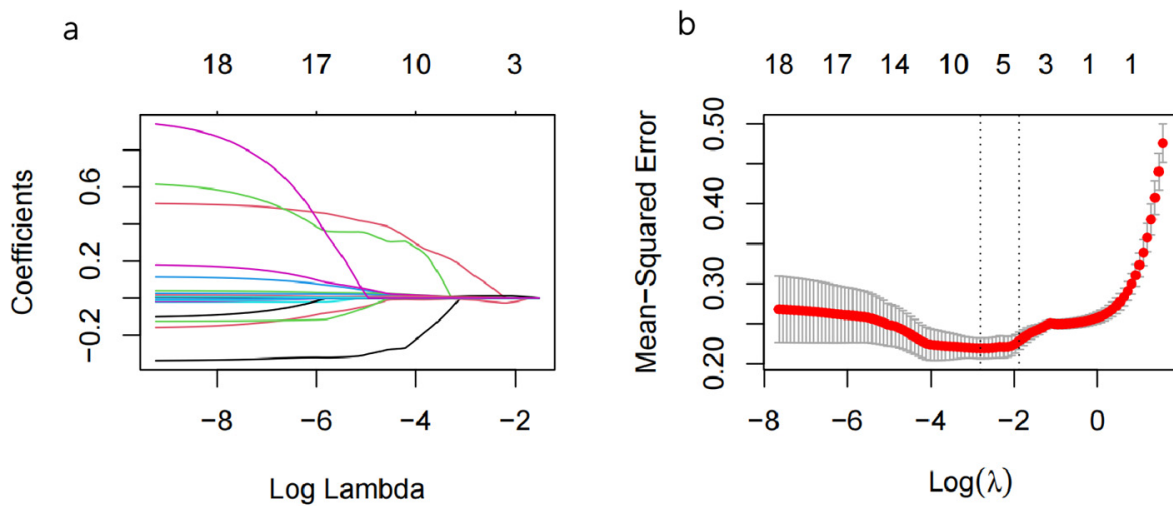 a
18 17 10 3
Coefficients
0.6
0.2
−0.2
−8 −6 −4 −2
Log Lambda
b
18 17 14 10 5 3 1 1
Mean−Squared Error
0.50
0.40
0.30
0.20
−8 −6 −4 −2 0
Log(λ)